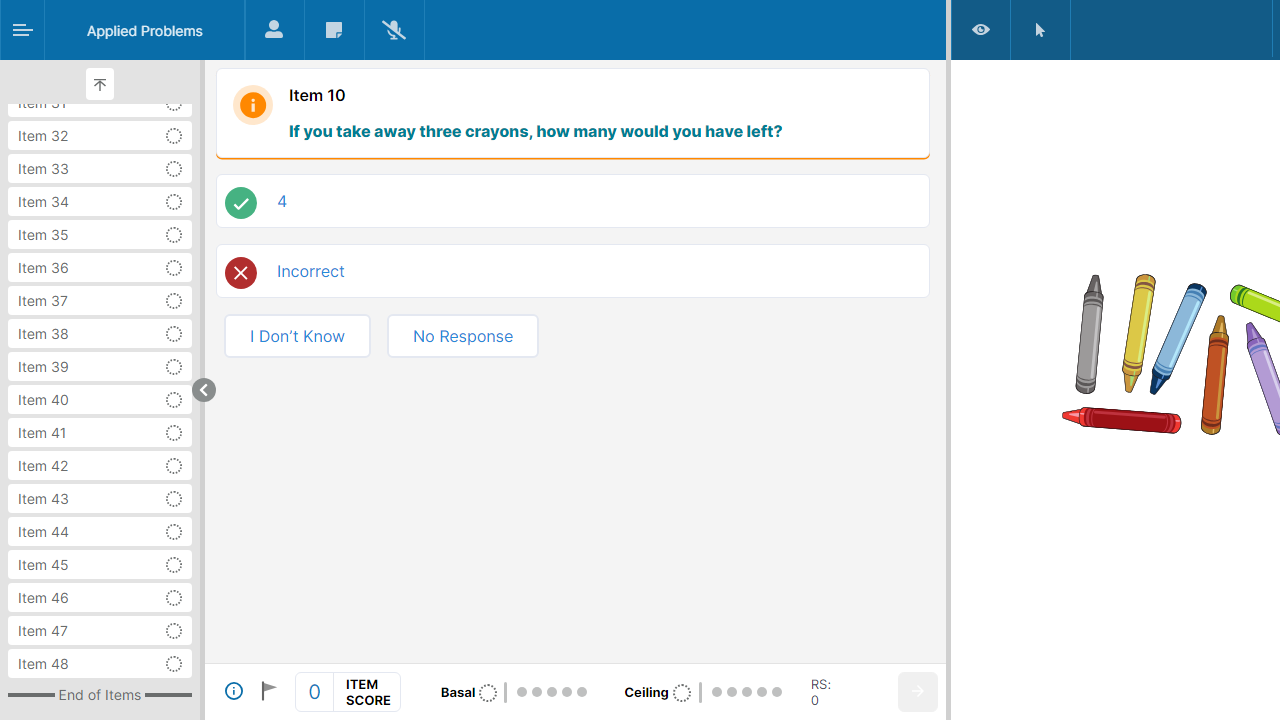 Applied Problems
Item 31
Item 32
Item 33
Item 34
Item 35
Item 36
Item 37
Item 38
Item 39
Item 40
Item 41
Item 42
Item 43
Item 44
Item 45
Item 46
Item 47
Item 48
End of Items
Item 10
If you take away three crayons, how many would you have left?
4
Incorrect
I Don’t Know
No Response
0
ITEM
SCORE
Basal
Ceiling
RS:
0